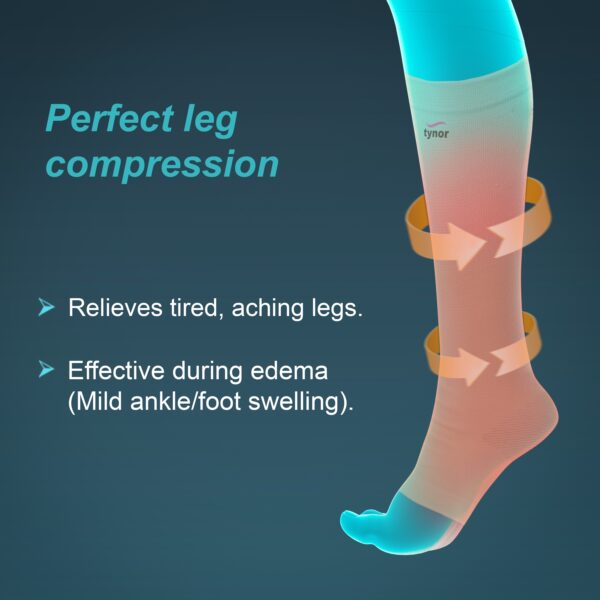 Perfect leg
compression
tynor
➢ Relieves tired, aching legs.
➢ Effective during edema
(Mild ankle/foot swelling).